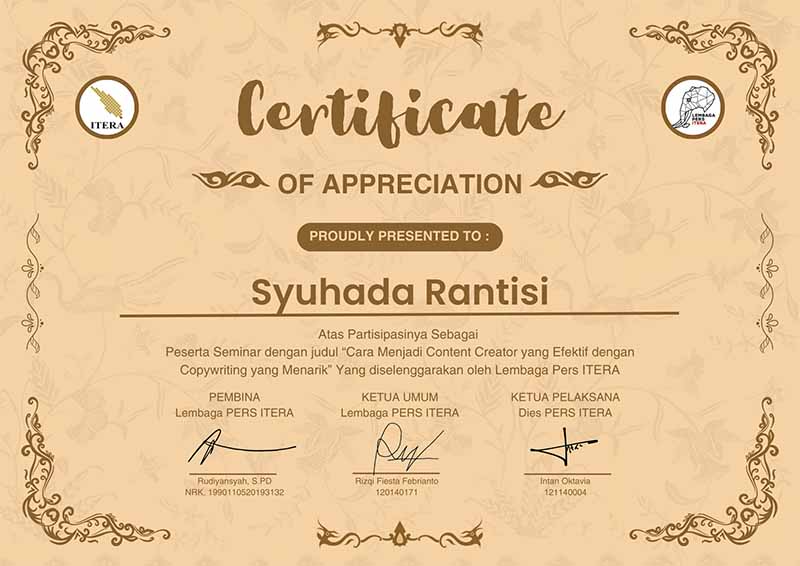 ITERA
LEMBAGA
PERS
ITERA
Certificate
OF APPRECIATION
PROUDLY PRESENTED TO :
Syuhada Rantisi
Atas Partisipasinya Sebagai
Peserta Seminar dengan judul “Cara Menjadi Content Creator yang Efektif dengan
Copywriting yang Menarik” Yang diselenggarakan oleh Lembaga Pers ITERA
PEMBINA
Lembaga PERS ITERA
Rudiyansyah, S.PD
NRK. 1990110520193132
KETUA UMUM
Lembaga PERS ITERA
Rizqi Fiesta Febrianto
120140171
KETUA PELAKSANA
Dies PERS ITERA
Intan Oktavia
121140004